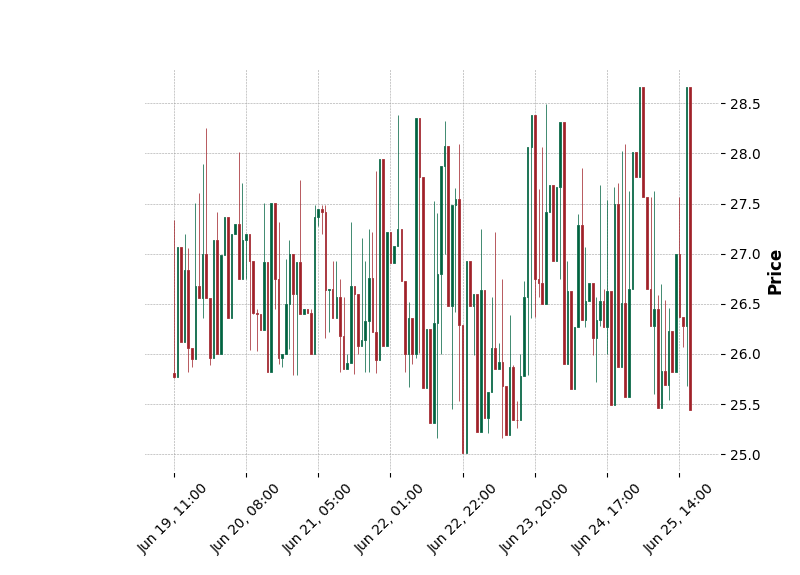 28.5
28.0
27.5
27.0
26.5
26.0
25.5
25.0
Price
Jun 19, 11:00
Jun 20, 08:00
Jun 21, 05:00
Jun 22, 01:00
Jun 22, 22:00
Jun 23, 20:00
Jun 24, 17:00
Jun 25, 14:00